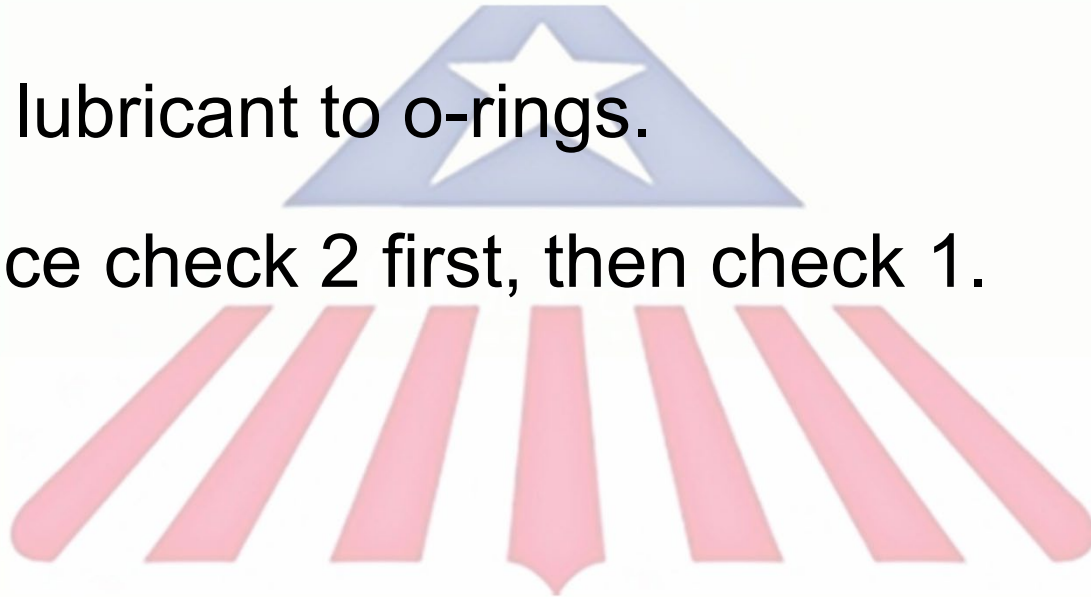 lubricant to o-rings.
ce check 2 first, then check 1.